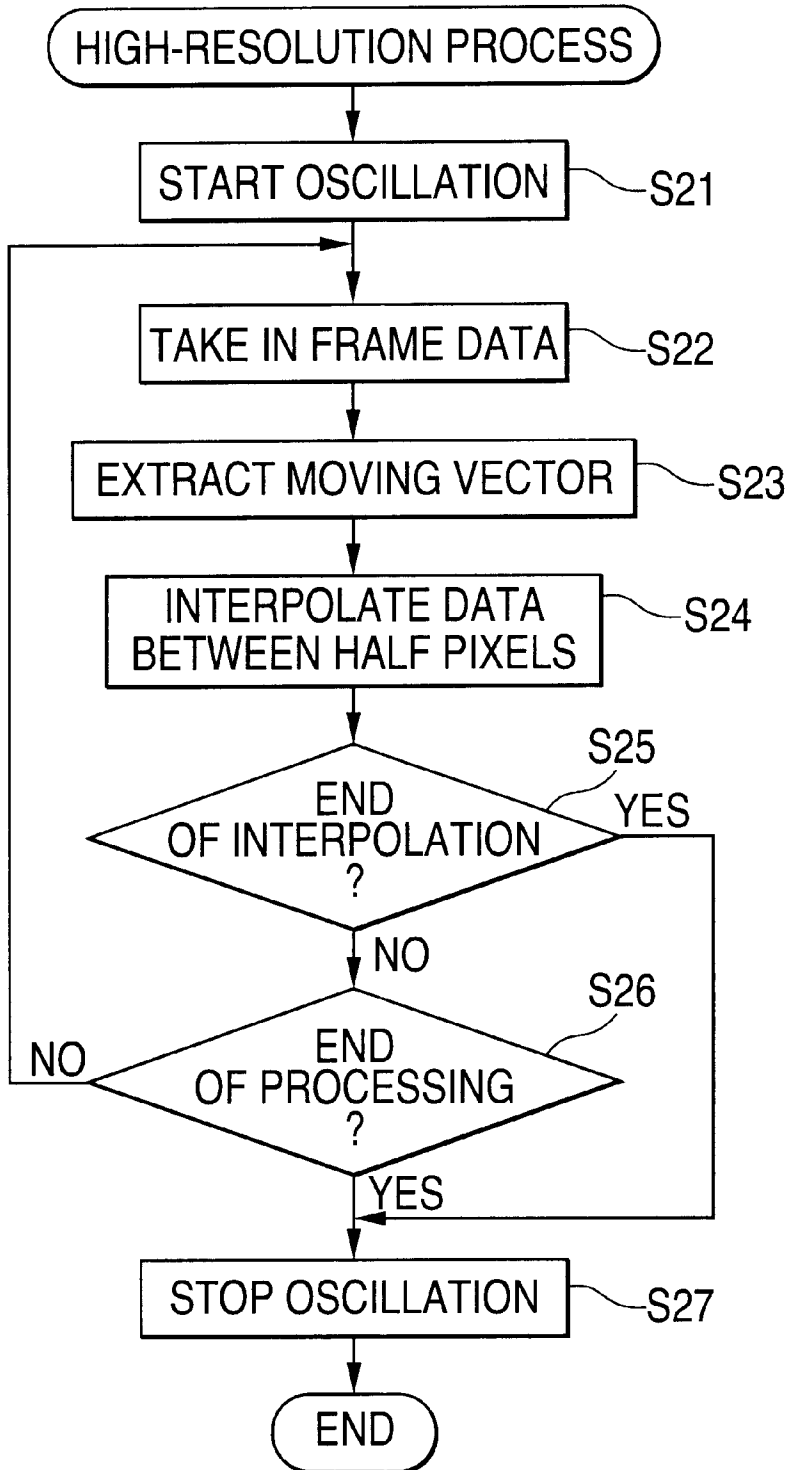 HIGH-RESOLUTION PROCESS
START OSCILLATION
S21
TAKE IN FRAME DATA
S22
EXTRACT MOVING VECTOR
S23
INTERPOLATE DATA
BETWEEN HALF PIXELS
S24
S25
END
OF INTERPOLATION
?
YES
NO
S26
END
OF PROCESSING
?
NO
YES
STOP OSCILLATION
S27
END